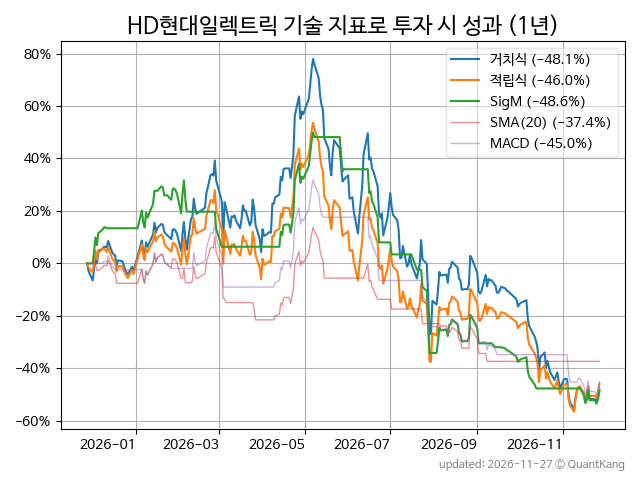 HD현대일렉트릭 기술 지표로 투자 시 성과 (1년)
거치식 (−48.1%)
적립식 (−46.0%)
SigM (−48.6%)
SMA(20) (−37.4%)
MACD (−45.0%)
80%
60%
40%
20%
0%
−20%
−40%
−60%
2026-01 2026-03 2026-05 2026-07 2026-09 2026-11
updated: 2026-11-27 © QuantKang